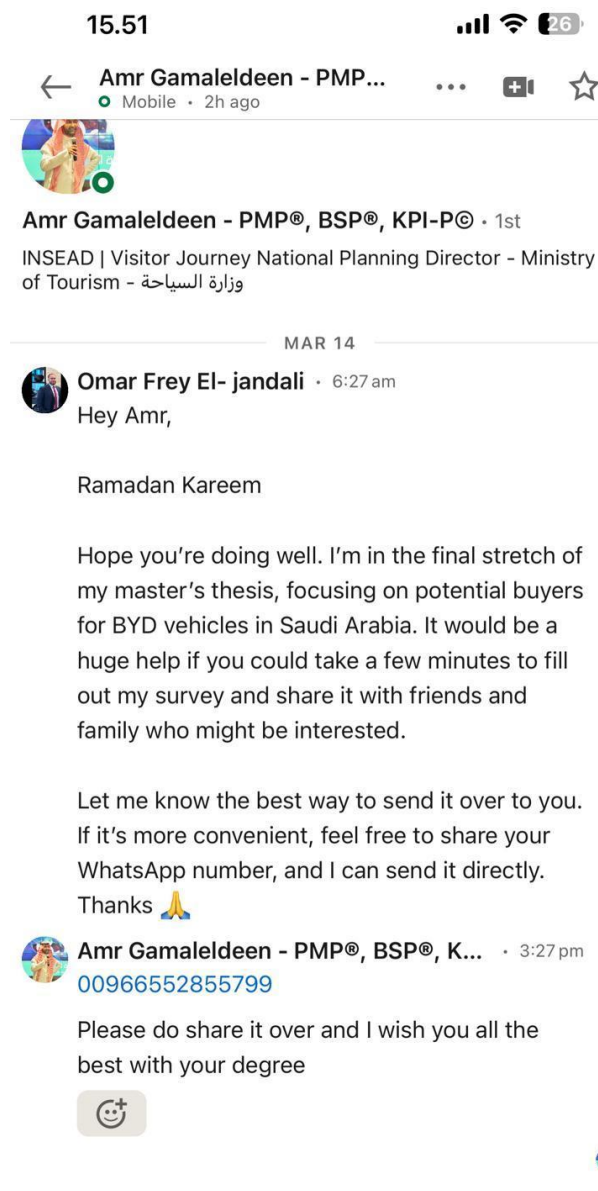 15.51
26
Amr Gamaleldeen - PMP...
Mobile • 2h ago
Amr Gamaleldeen - PMP®, BSP®, KPI-P© · 1st
INSEAD | Visitor Journey National Planning Director - Ministry
of Tourism - وزارة السياحة
MAR 14
Omar Frey El- jandali · 6:27 am
Hey Amr,
Ramadan Kareem
Hope you’re doing well. I’m in the final stretch of
my master’s thesis, focusing on potential buyers
for BYD vehicles in Saudi Arabia. It would be a
huge help if you could take a few minutes to fill
out my survey and share it with friends and
family who might be interested.
Let me know the best way to send it over to you.
If it’s more convenient, feel free to share your
WhatsApp number, and I can send it directly.
Thanks 🙏
Amr Gamaleldeen - PMP®, BSP®, K... · 3:27 pm
00966552855799
Please do share it over and I wish you all the
best with your degree